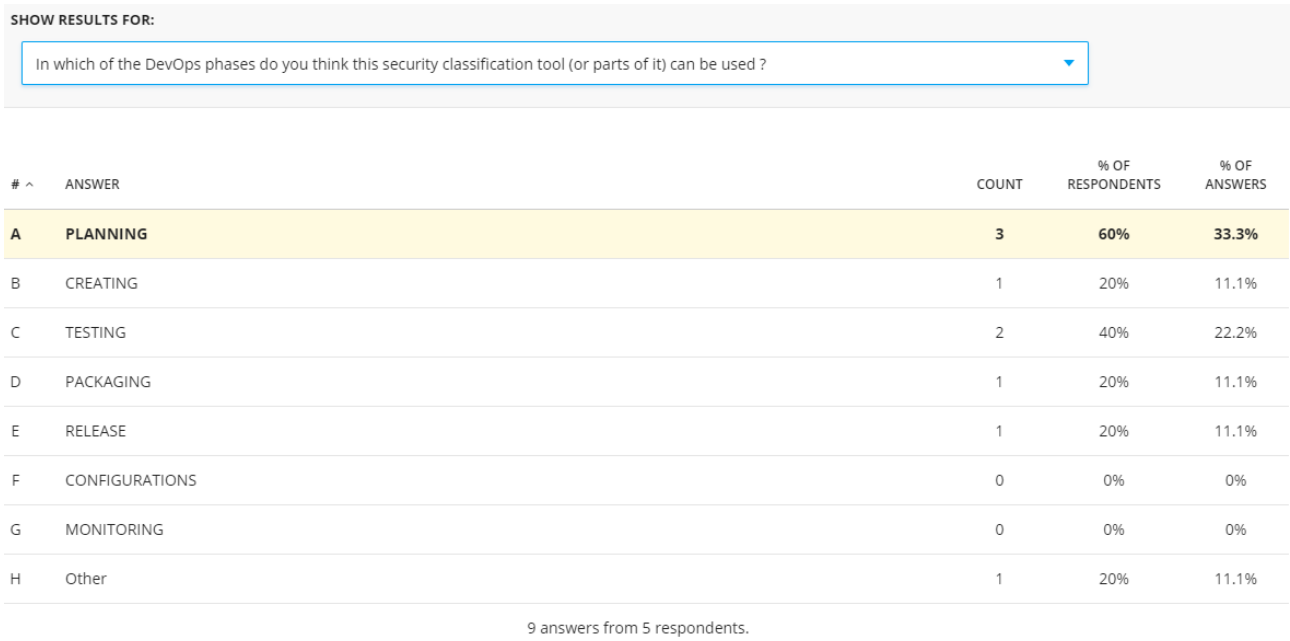 SHOW RESULTS FOR:
In which of the DevOps phases do you think this security classification tool (or parts of it) can be used ?
# ANSWER COUNT % OF RESPONDENTS % OF ANSWERS
A PLANNING 3 60% 33.3%
B CREATING 1 20% 11.1%
C TESTING 2 40% 22.2%
D PACKAGING 1 20% 11.1%
E RELEASE 1 20% 11.1%
F CONFIGURATIONS 0 0% 0%
G MONITORING 0 0% 0%
H Other 1 20% 11.1%
9 answers from 5 respondents.